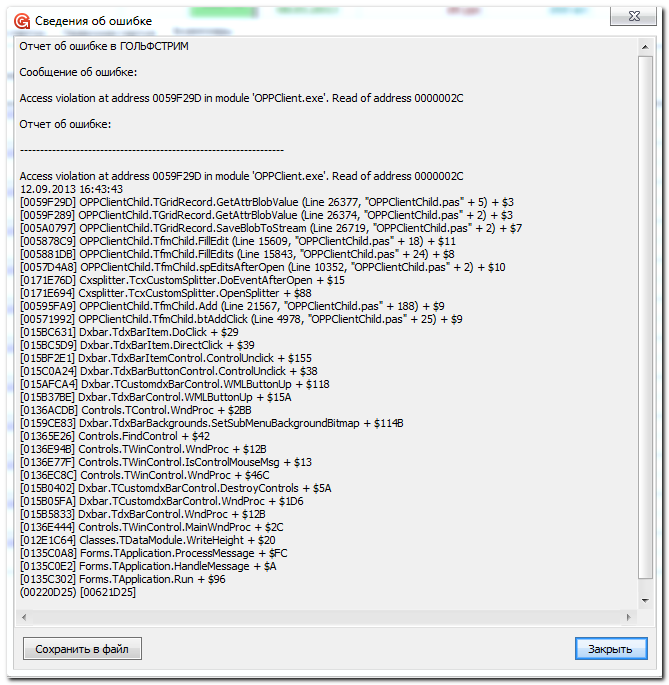 Сведения об ошибке
Отчет об ошибке в ГОЛЬФСТРИМ
Сообщение об ошибке:
Access violation at address 0059F29D in module 'OPPClient.exe'. Read of address 0000002C
Отчет об ошибке:
------------------------------------------------------------------
Access violation at address 0059F29D in module 'OPPClient.exe'. Read of address 0000002C
12.09.2013 16:43:43
[0059F29D] OPPClientChild.TGridRecord.GetAttrBlobValue (Line 26377, "OPPClientChild.pas" + 5) + $3
[0059F289] OPPClientChild.TGridRecord.GetAttrBlobValue (Line 26374, "OPPClientChild.pas" + 2) + $3
[005A0797] OPPClientChild.TGridRecord.SaveBlobToStream (Line 26719, "OPPClientChild.pas" + 2) + $7
[005878C9] OPPClientChild.TfmChild.FillEdit (Line 15609, "OPPClientChild.pas" + 18) + $11
[005881DB] OPPClientChild.TfmChild.FillEdits (Line 15843, "OPPClientChild.pas" + 24) + $8
[0057D4A8] OPPClientChild.TfmChild.spEditsAfterOpen (Line 10352, "OPPClientChild.pas" + 2) + $10
[0171E76D] Cxsplitter.TcxCustomSplitter.DoEventAfterOpen + $15
[0171E694] Cxsplitter.TcxCustomSplitter.OpenSplitter + $88
[00595FA9] OPPClientChild.TfmChild.Add (Line 21567, "OPPClientChild.pas" + 188) + $9
[00571992] OPPClientChild.TfmChild.btAddClick (Line 4978, "OPPClientChild.pas" + 25) + $9
[015BC631] Dxbar.TdxBarItem.DoClick + $29
[015BC5D9] Dxbar.TdxBarItem.DirectClick + $39
[015BF2E1] Dxbar.TdxBarItemControl.ControlUnclick + $155
[015C0A24] Dxbar.TdxBarButtonControl.ControlUnclick + $38
[015AFCA4] Dxbar.TCustomdxBarControl.WMLButtonUp + $118
[015B37BE] Dxbar.TdxBarControl.WMLButtonUp + $15A
[0136ACDB] Controls.TControl.WndProc + $2BB
[0159CE83] Dxbar.TdxBarBackgrounds.SetSubMenuBackgroundBitmap + $114B
[01365E26] Controls.FindControl + $42
[0136E94B] Controls.TWinControl.WndProc + $12B
[0136E77F] Controls.TWinControl.IsControlMouseMsg + $13
[0136EC8C] Controls.TWinControl.WndProc + $46C
[015B0402] Dxbar.TCustomdxBarControl.DestroyControls + $5A
[015B05FA] Dxbar.TCustomdxBarControl.WndProc + $1D6
[015B5833] Dxbar.TdxBarControl.WndProc + $12B
[0136E444] Controls.TWinControl.MainWndProc + $2C
[012E1C64] Classes.TDataModule.WriteHeight + $20
[0135C0A8] Forms.TApplication.ProcessMessage + $FC
[0135C0E2] Forms.TApplication.HandleMessage + $A
[0135C302] Forms.TApplication.Run + $96
(00220D25) [00621D25]
Сохранить в файл
Закрыть